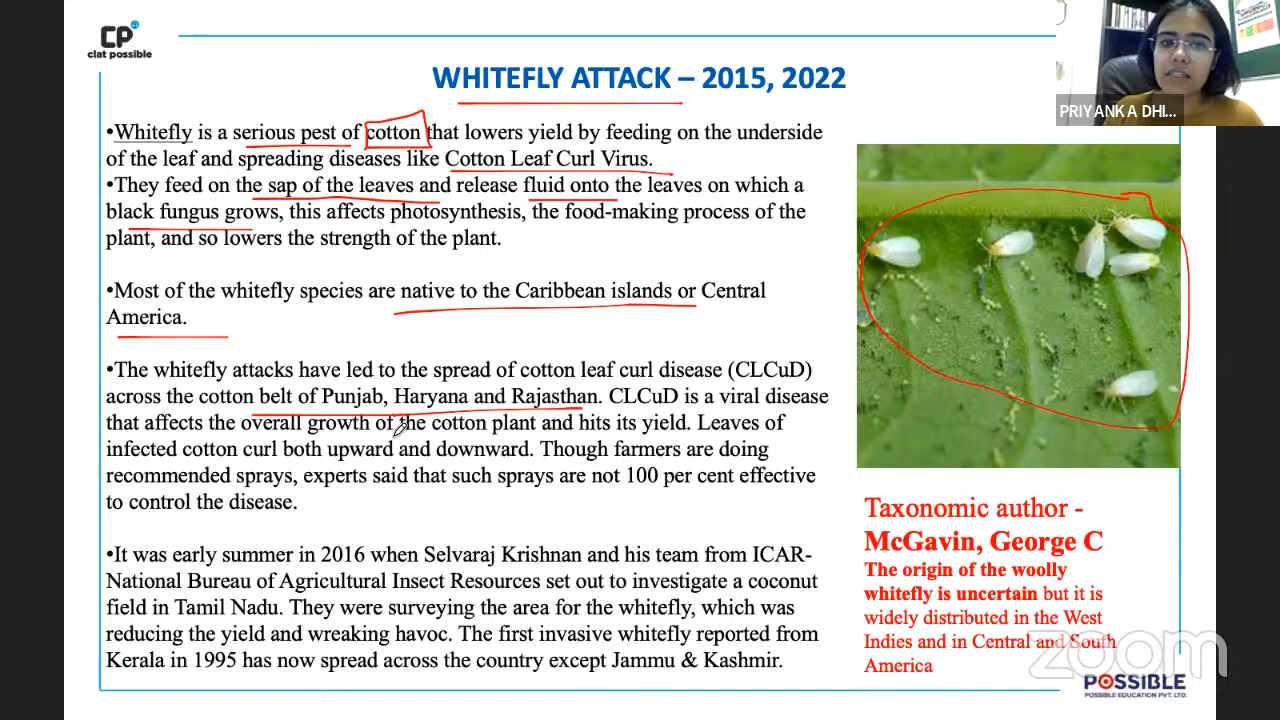 CP
clat possible
WHITEFLY ATTACK – 2015, 2022
PRIYANKA DHI...
•Whitefly is a serious pest of cotton that lowers yield by feeding on the underside
of the leaf and spreading diseases like Cotton Leaf Curl Virus.
•They feed on the sap of the leaves and release fluid onto the leaves on which a
black fungus grows, this affects photosynthesis, the food-making process of the
plant, and so lowers the strength of the plant.
•Most of the whitefly species are native to the Caribbean islands or Central
America.
•The whitefly attacks have led to the spread of cotton leaf curl disease (CLCuD)
across the cotton belt of Punjab, Haryana and Rajasthan. CLCuD is a viral disease
that affects the overall growth of the cotton plant and hits its yield. Leaves of
infected cotton curl both upward and downward. Though farmers are doing
recommended sprays, experts said that such sprays are not 100 per cent effective
to control the disease.
•It was early summer in 2016 when Selvaraj Krishnan and his team from ICAR-
National Bureau of Agricultural Insect Resources set out to investigate a coconut
field in Tamil Nadu. They were surveying the area for the whitefly, which was
reducing the yield and wreaking havoc. The first invasive whitefly reported from
Kerala in 1995 has now spread across the country except Jammu & Kashmir.
Taxonomic author -
McGavin, George C
The origin of the woolly
whitefly is uncertain but it is
widely distributed in the West
Indies and in Central and South
America
zoom
POSSIBLE
POSSIBLE EDUCATION PVT. LTD.